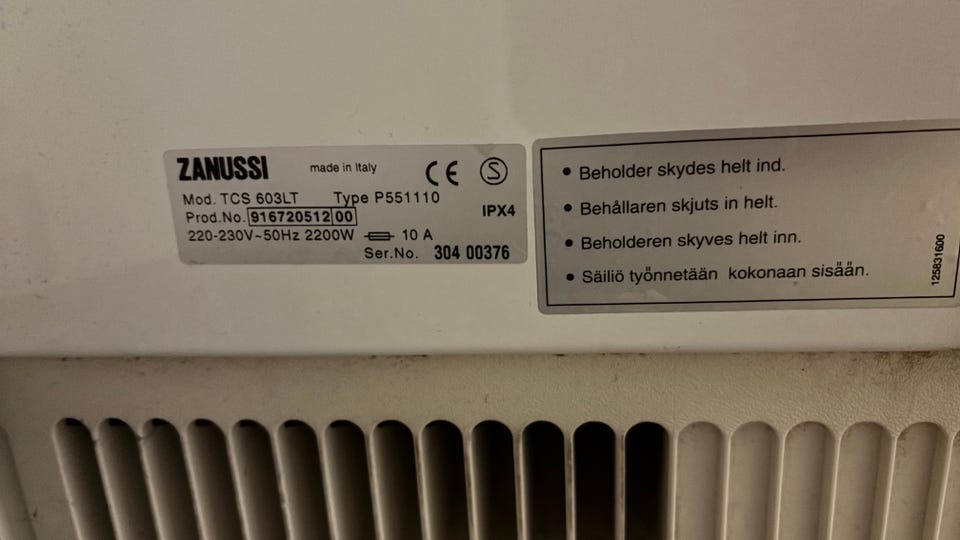 ZANUSSI made in Italy CE S
Mod. TCS 603LT Type P551110
Prod.No. 916720512 00
IPX4
220-230V~50Hz 2200W 10 A
Ser.No. 304 00376
• Beholder skydes helt ind.
• Behållaren skjuts in helt.
• Beholderen skyves helt inn.
• Säiliö työnnetään kokonaan sisään.
125831600